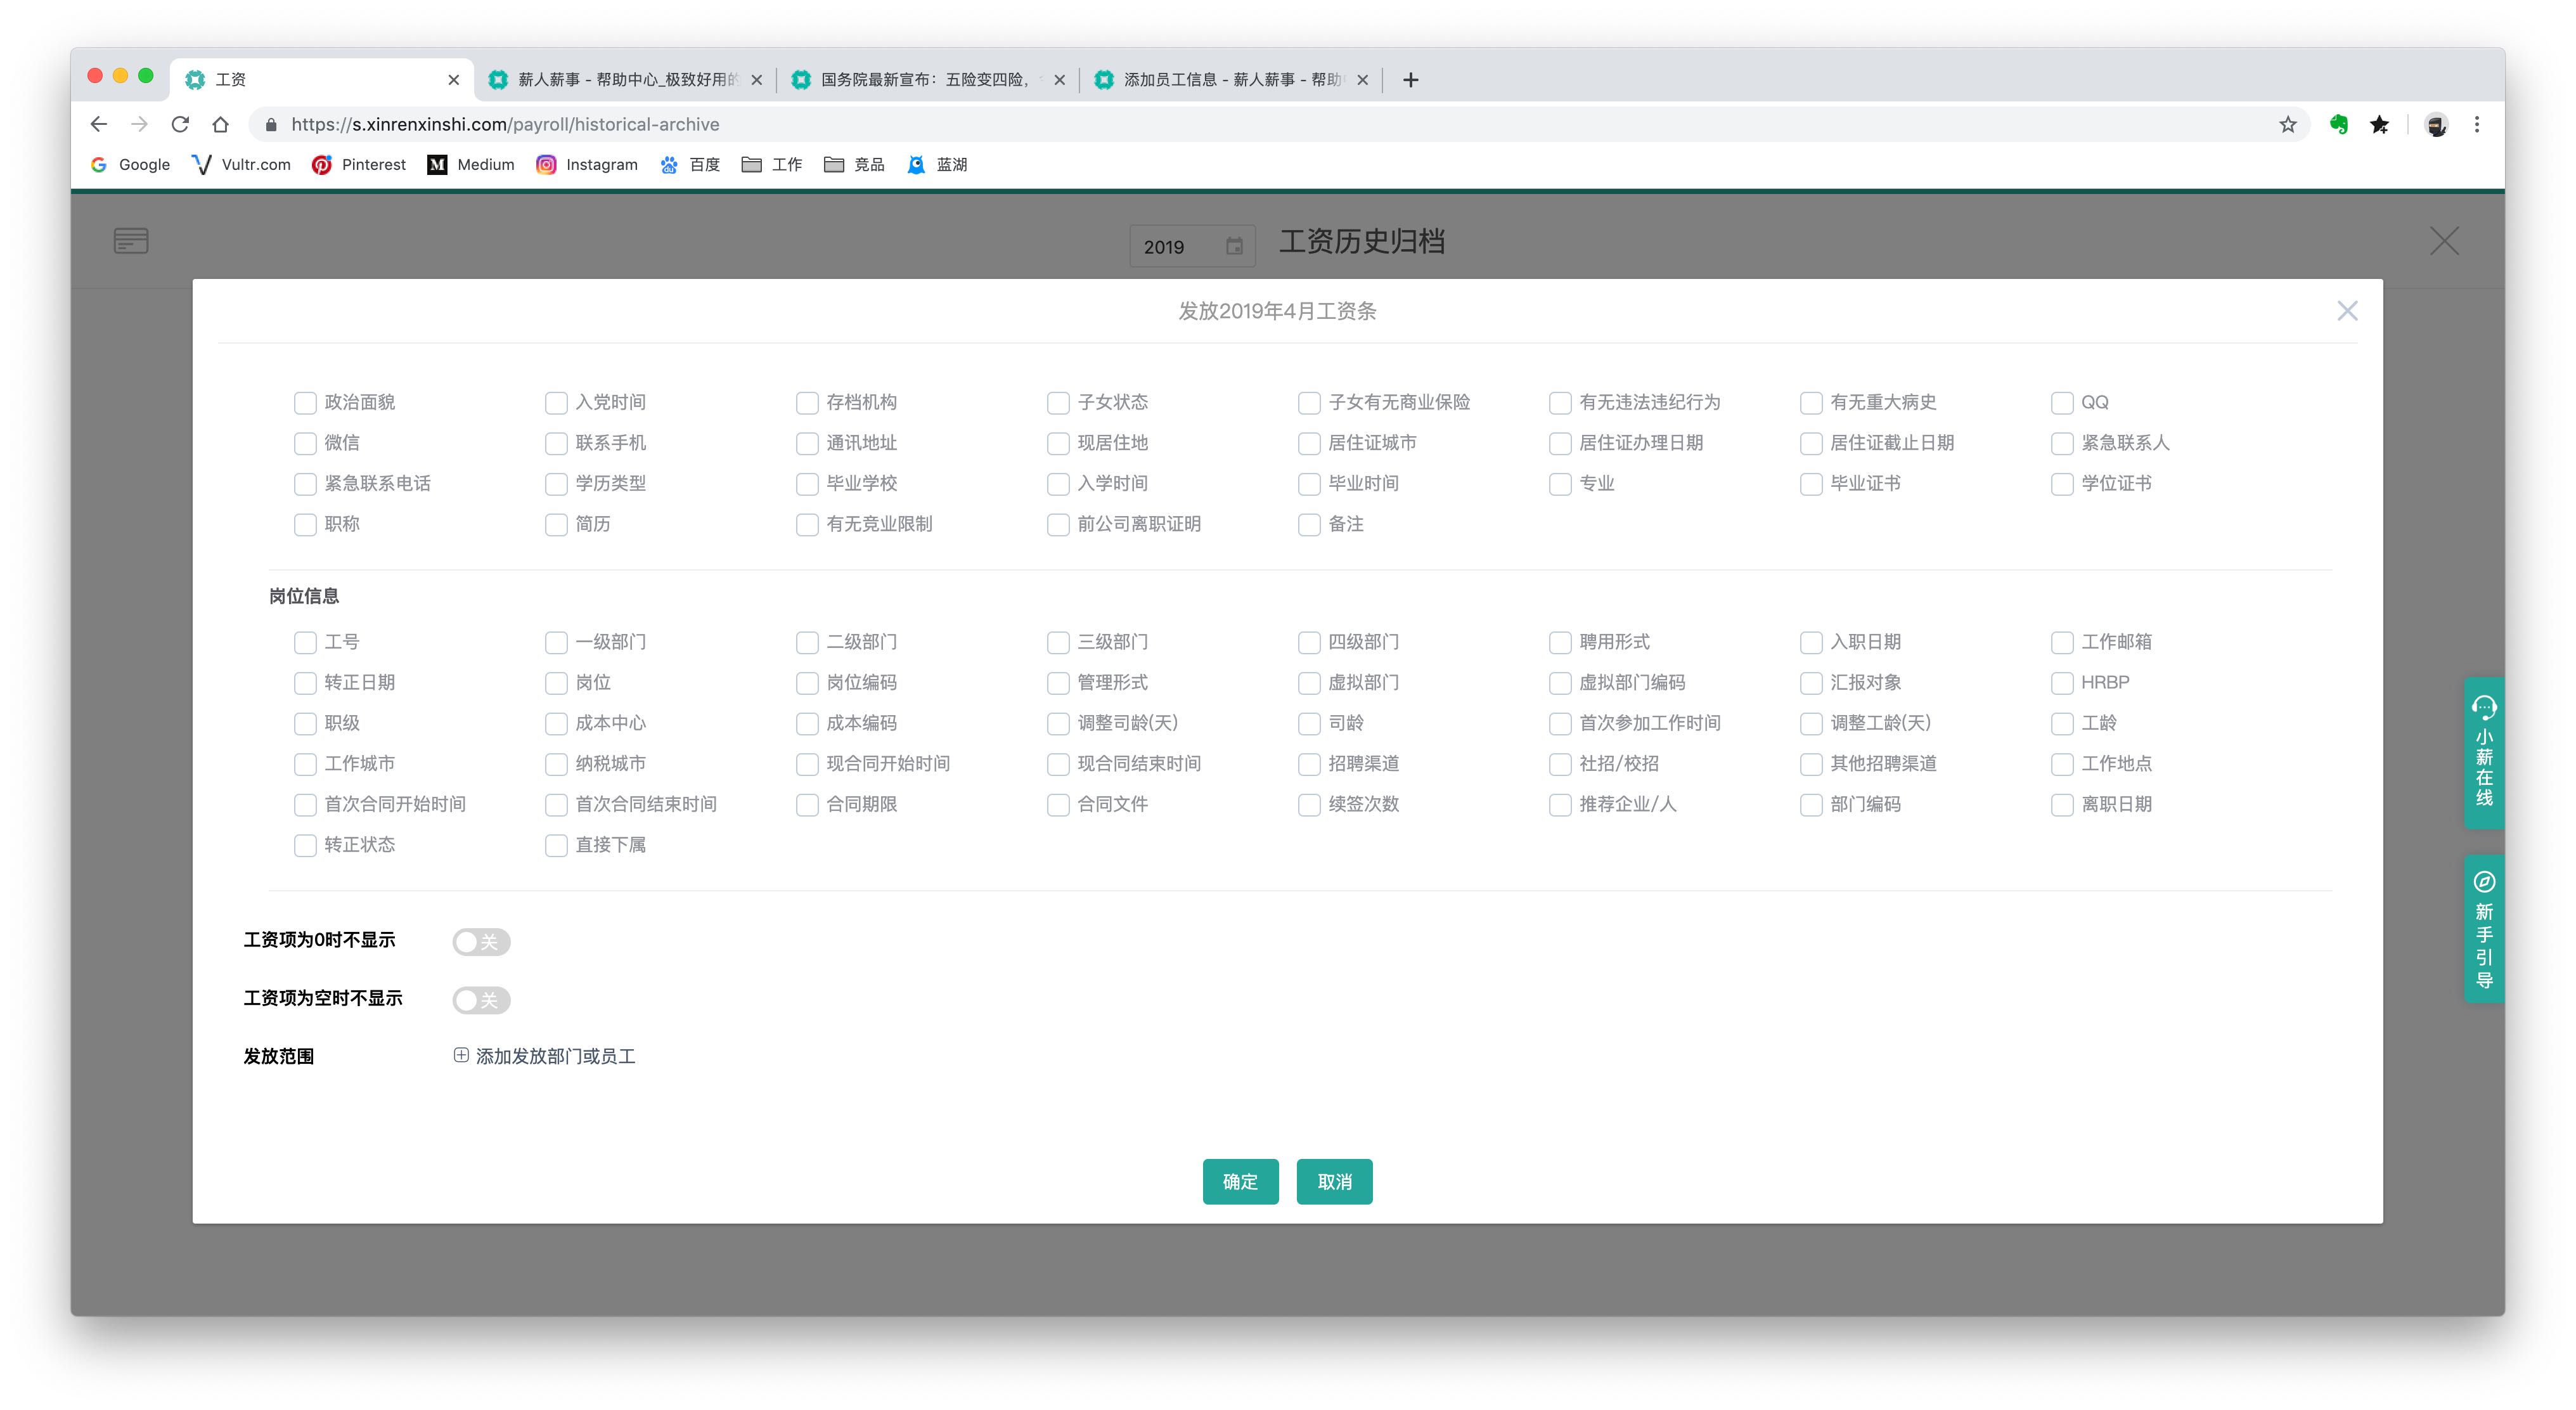 工资
薪人薪事 - 帮助中心_极致好用的
国务院最新宣布：五险变四险，
添加员工信息 - 薪人薪事 - 帮助
https://s.xinrenxinshi.com/payroll/historical-archive
Google Vultr.com Pinterest Medium Instagram 百度 工作 竞品 蓝湖
2019 工资历史归档
发放2019年4月工资条
政治面貌 入党时间 存档机构 子女状态 子女有无商业保险 有无违法违纪行为 有无重大病史 QQ
微信 联系手机 通讯地址 现居住地 居住证城市 居住证办理日期 居住证截止日期 紧急联系人
紧急联系电话 学历类型 毕业学校 入学时间 毕业时间 专业 毕业证书 学位证书
职称 简历 有无竞业限制 前公司离职证明 备注
岗位信息
工号 一级部门 二级部门 三级部门 四级部门 聘用形式 入职日期 工作邮箱
转正日期 岗位 岗位编码 管理形式 虚拟部门 虚拟部门编码 汇报对象 HRBP
职级 成本中心 成本编码 调整司龄(天) 司龄 首次参加工作时间 调整工龄(天) 工龄
工作城市 纳税城市 现合同开始时间 现合同结束时间 招聘渠道 社招/校招 其他招聘渠道 工作地点
首次合同开始时间 首次合同结束时间 合同期限 合同文件 续签次数 推荐企业/人 部门编码 离职日期
转正状态 直接下属
工资项为0时不显示 关
工资项为空时不显示 关
发放范围 添加发放部门或员工
确定 取消
小薪在线
新手引导